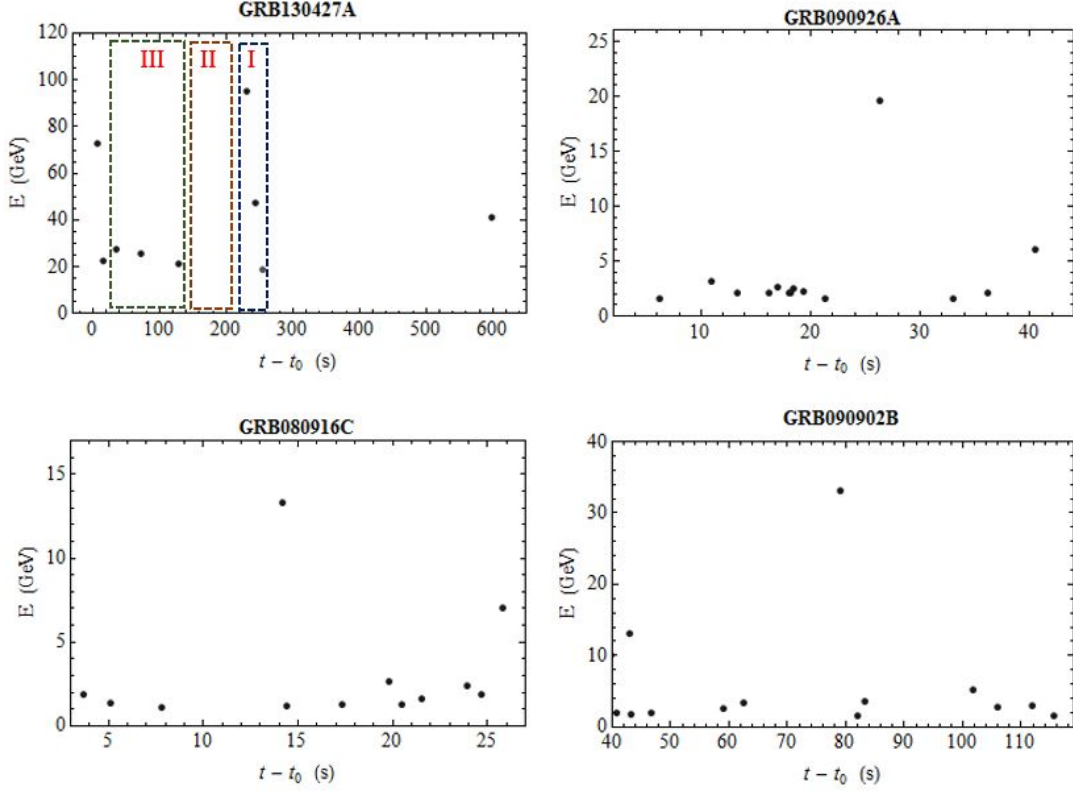 GRB130427A
120
100
80
60
40
20
0
E (GeV)
III
II
I
0 100 200 300 400 500 600
t − t₀ (s)
GRB090926A
25
20
15
10
5
0
E (GeV)
10 20 30 40
t − t₀ (s)
GRB080916C
15
10
5
0
E (GeV)
5 10 15 20 25
t − t₀ (s)
GRB090902B
40
30
20
10
0
E (GeV)
40 50 60 70 80 90 100 110
t − t₀ (s)